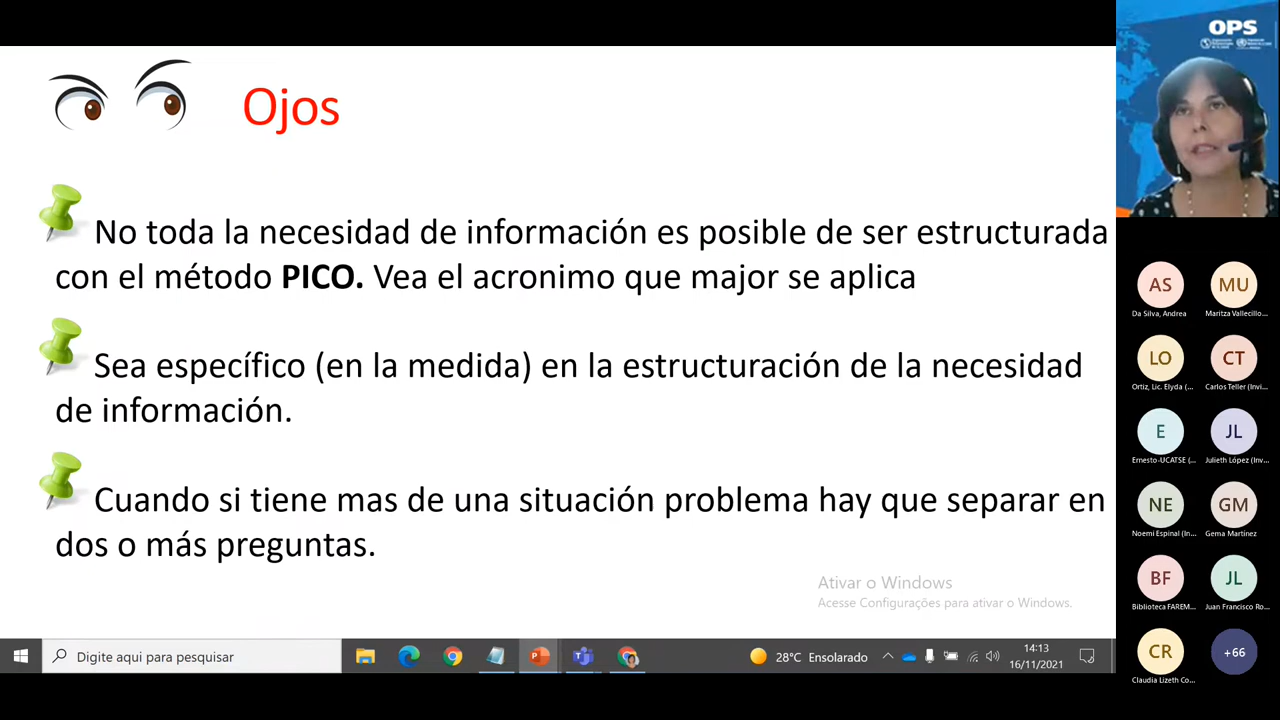 Ojos
No toda la necesidad de información es posible de ser estructurada
con el método PICO. Vea el acronimo que major se aplica
Sea específico (en la medida) en la estructuración de la necesidad
de información.
Cuando si tiene mas de una situación problema hay que separar en
dos o más preguntas.
Ativar o Windows
Acesse Configurações para ativar o Windows.
Digite aqui para pesquisar
28°C Ensolarado
14:13
16/11/2021
OPS
AS
Da Silva, Andrea
MU
Maritza Vallecillo...
LO
Ortiz, Lic. Elyda (...
CT
Carlos Teller (Invi...
E
Ernesto-UCATSE (...
JL
Julieth López (Inv...
NE
Noemi Espinal (In...
GM
Gema Martínez
BF
Biblioteca FAREM...
JL
Juan Francisco Ro...
CR
Claudia Lizeth Co...
+66